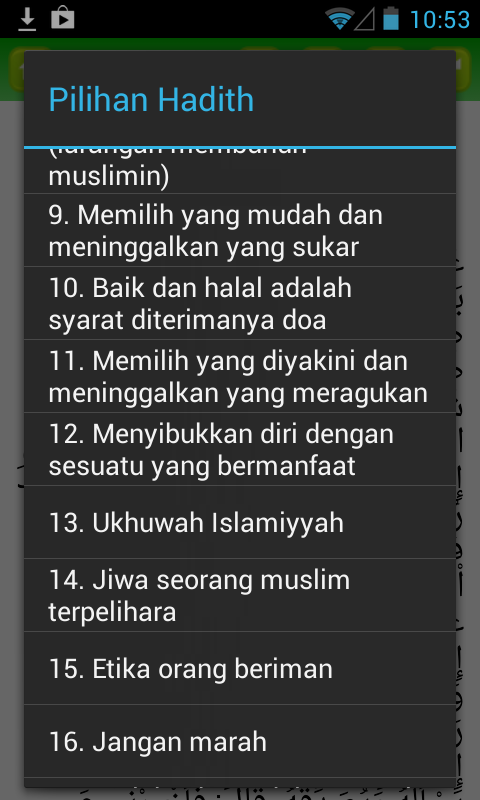 10:53
Pilihan Hadith
(larangan membunuh
muslimin)
9. Memilih yang mudah dan
meninggalkan yang sukar
10. Baik dan halal adalah
syarat diterimanya doa
11. Memilih yang diyakini dan
meninggalkan yang meragukan
12. Menyibukkan diri dengan
sesuatu yang bermanfaat
13. Ukhuwah Islamiyyah
14. Jiwa seorang muslim
terpelihara
15. Etika orang beriman
16. Jangan marah